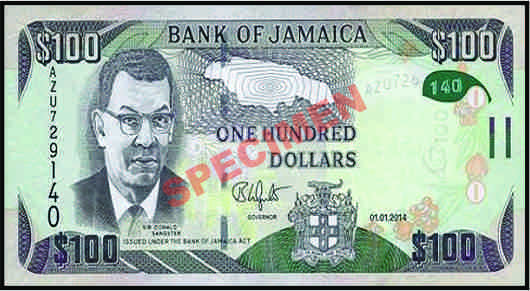 $100 BANK OF JAMAICA $100
AZU729140
AZU729
140
ONE HUNDRED
DOLLARS
SPECIMEN
GOVERNOR
01.01.2014
SIR DONALD
SANGSTER
ISSUED UNDER THE BANK OF JAMAICA ACT
$100 $100